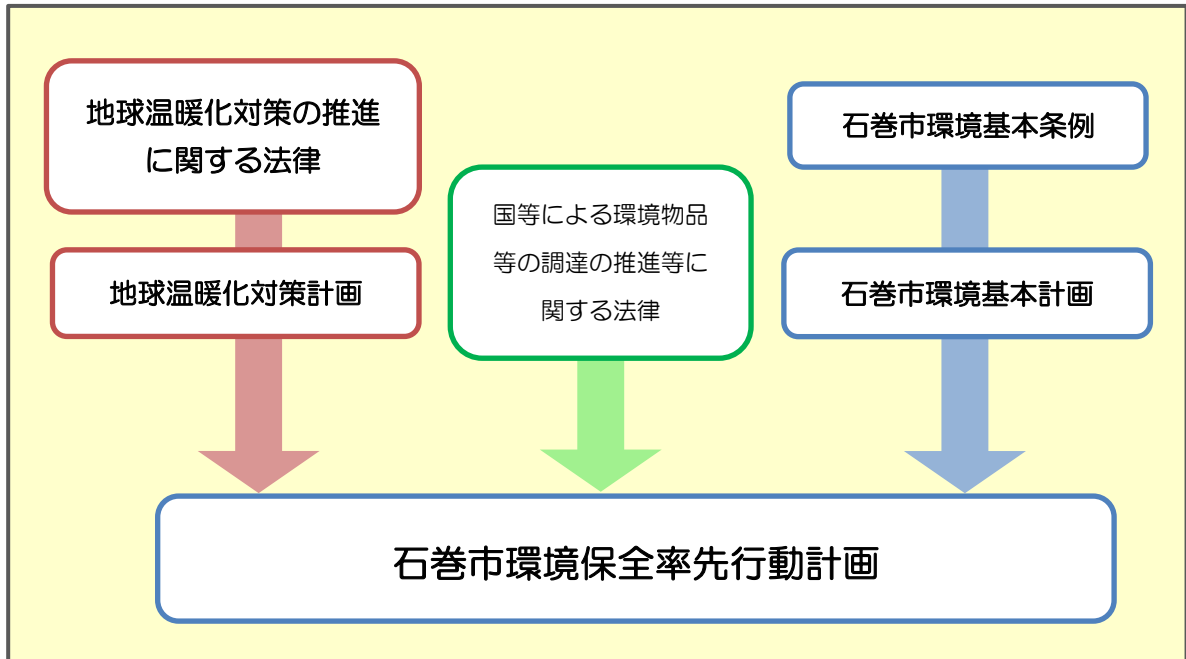 地球温暖化対策の推進
に関する法律
地球温暖化対策計画
国等による環境物品
等の調達の推進等に
関する法律
石巻市環境基本条例
石巻市環境基本計画
石巻市環境保全率先行動計画